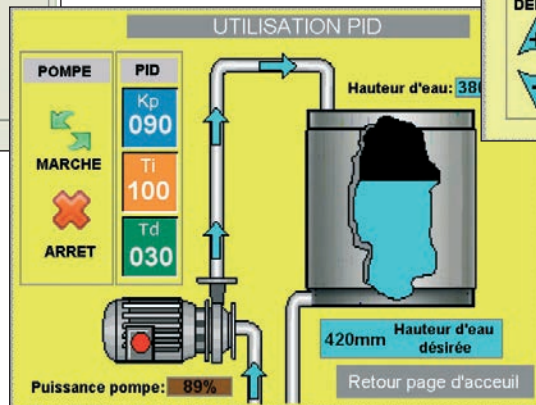 UTILISATION PID
POMPE
PID
Hauteur d'eau:
Kp
090
MARCHE
Ti
100
Td
030
ARRET
420mm
Hauteur d'eau
désirée
Puissance pompe: 89%
Retour page d'acceuil